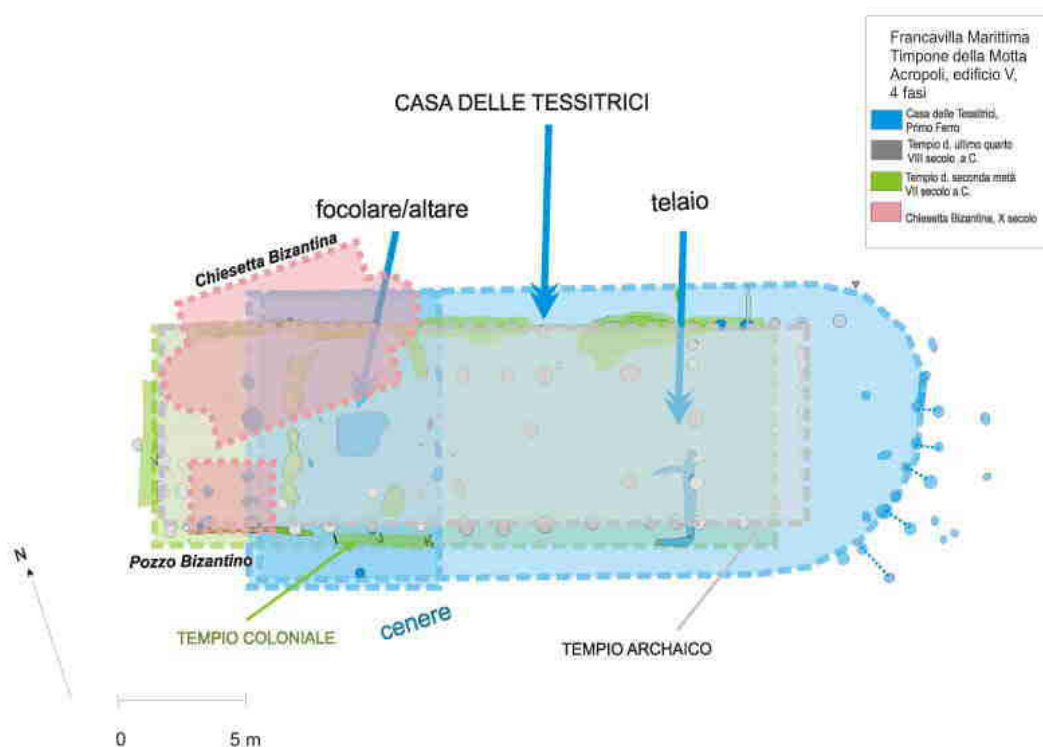 Francavilla Marittima
Timpone della Motta
Acropoli, edificio V,
4 fasi
Casa delle Tessitrici,
Primo Ferro
Tempio d. ultimo quarto
VIII secolo a C.
Tempio d. seconda metà
VII secolo a C.
Chiesetta Bizantina, X secolo
CASA DELLE TESSITRICI
focolare/altare
telaio
Chiesetta Bizantina
Pozzo Bizantino
N
TEMPIO COLONIALE
cenere
TEMPIO ARCHAICO
0
5 m